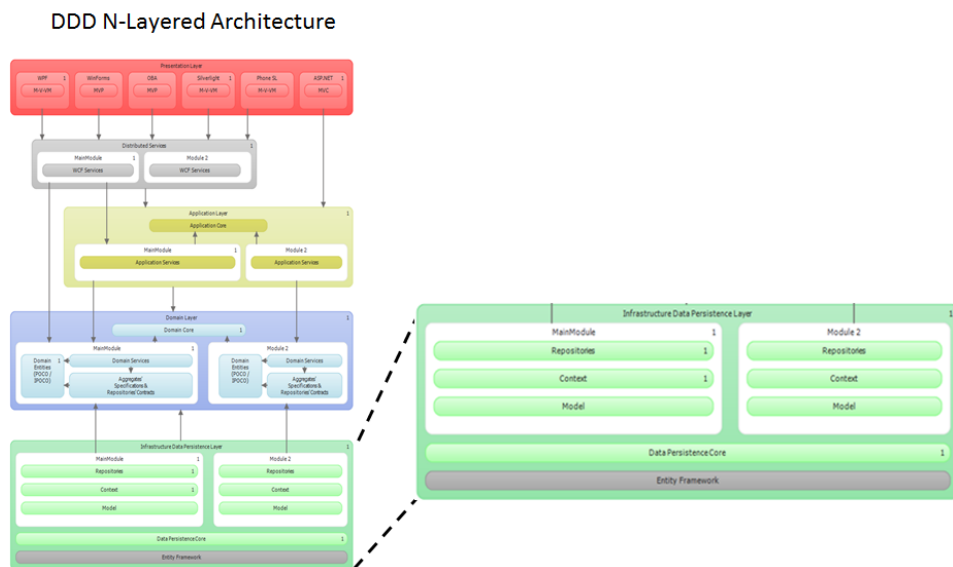 DDD N-Layered Architecture
Presentation Layer
WPF 1 WinForms OBA Silverlight 1 Phone SL ASP.NET 1
M-V-VM MVP MVP M-V-VM M-V-VM MVC
Distributed Services 1
MainModule 1 Module 2
WCF Services WCF Services
Application Layer 1
Application Core
MainModule 1 Module 2
Application Services Application Services
Domain Layer 1
Domain Core 1
MainModule 1 Module 2
Domain Entities (POCO / IPOCO) 1 Domain Services Domain Entities (POCO / IPOCO) Domain Services
Aggregates' Specifications & Repositories' Contracts Aggregates' Specifications & Repositories' Contracts
Infrastructure Data Persistence Layer 1
MainModule 1 Module 2
Repositories 1 Repositories
Context 1 Context
Model Model
Data Persistence Core 1
Entity Framework
Infrastructure Data Persistence Layer 1
MainModule 1 Module 2
Repositories 1 Repositories
Context 1 Context
Model Model
Data Persistence Core 1
Entity Framework